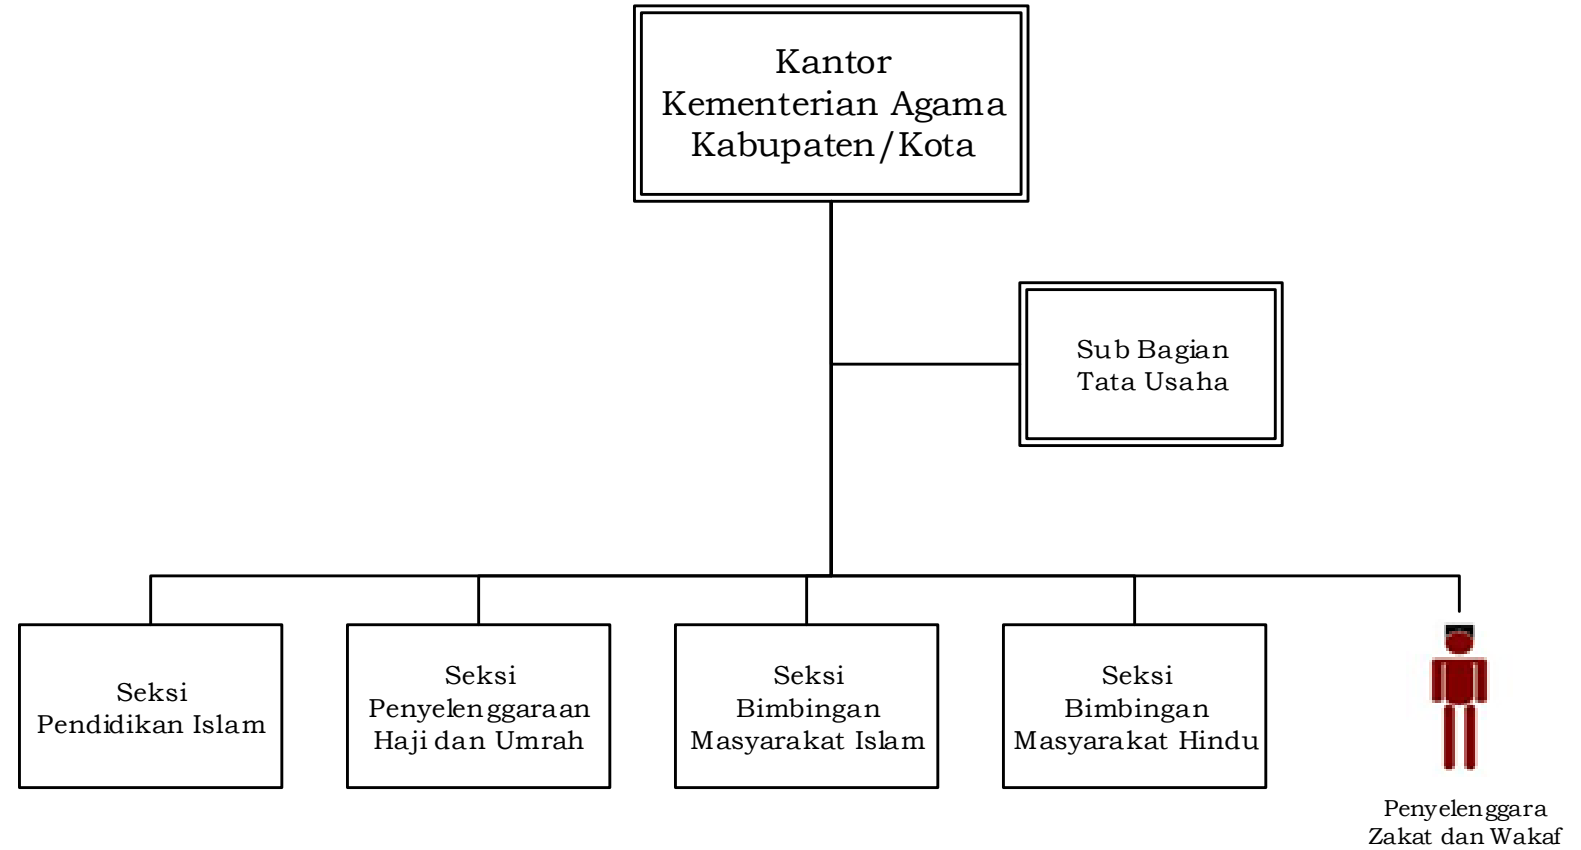 Kantor
Kementerian Agama
Kabupaten/Kota
Sub Bagian
Tata Usaha
Seksi
Pendidikan Islam
Seksi
Penyelenggaraan
Haji dan Umrah
Seksi
Bimbingan
Masyarakat Islam
Seksi
Bimbingan
Masyarakat Hindu
Penyelenggara
Zakat dan Wakaf